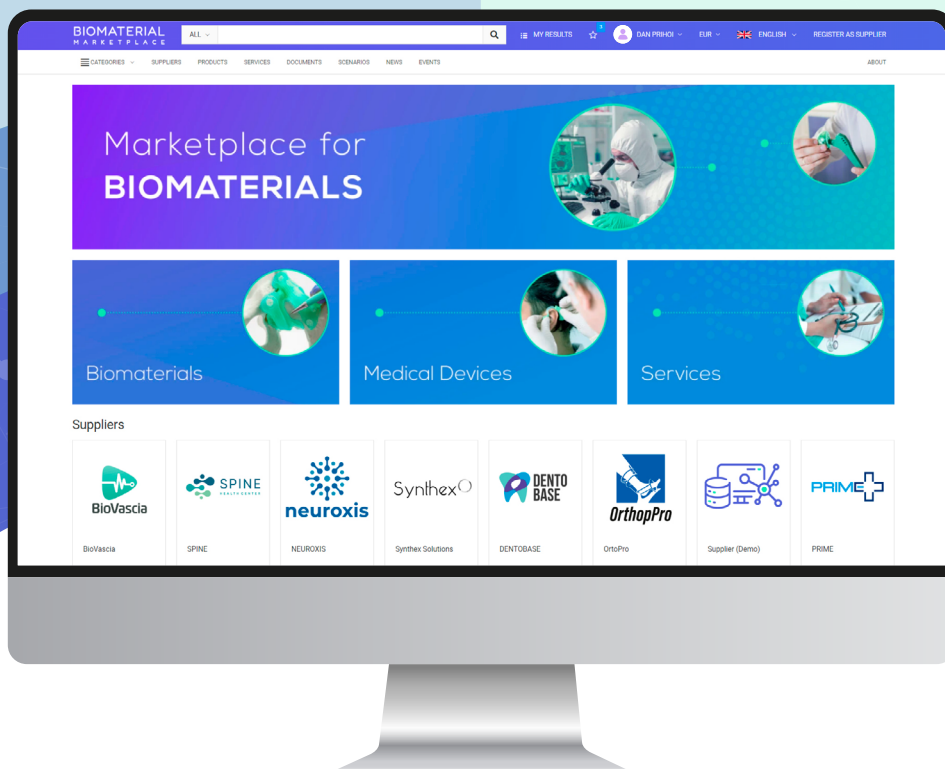 BIOMATERIAL
MARKETPLACE
ALL
MY RESULTS
3
DAN PRIHOI
EUR
ENGLISH
REGISTER AS SUPPLIER
CATEGORIES
SUPPLIERS
PRODUCTS
SERVICES
DOCUMENTS
SCENARIOS
NEWS
EVENTS
ABOUT
Marketplace for
BIOMATERIALS
Biomaterials
Medical Devices
Services
Suppliers
BioVascia
SPINE
HEALTH CENTER
neuroxis
Synthex
DENTO
BASE
OrthopPro
PRIME
BioVascia
SPINE
NEUROXIS
Synthex Solutions
DENTOBASE
OrtoPro
Supplier (Demo)
PRIME